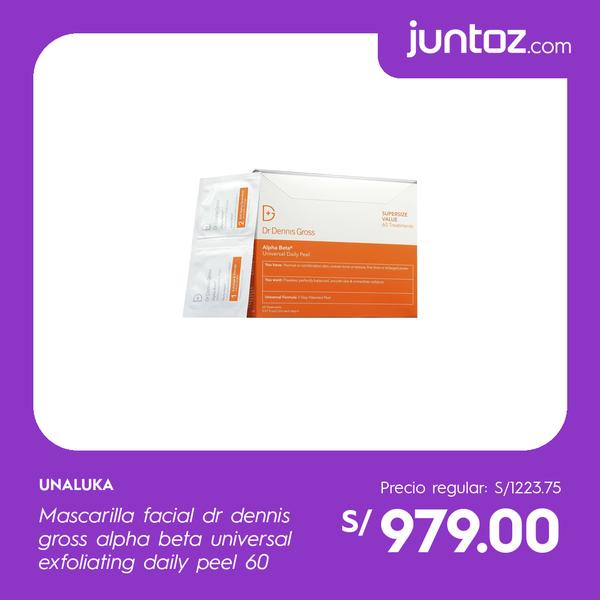 juntoz.com
Dr Dennis Gross
SUPERSIZE
VALUE
60 Treatments
Alpha Beta®
Universal Daily Peel
UNALUKA
Mascarilla facial dr dennis
gross alpha beta universal
exfoliating daily peel 60
Precio regular: S/1223.75
S/ 979.00